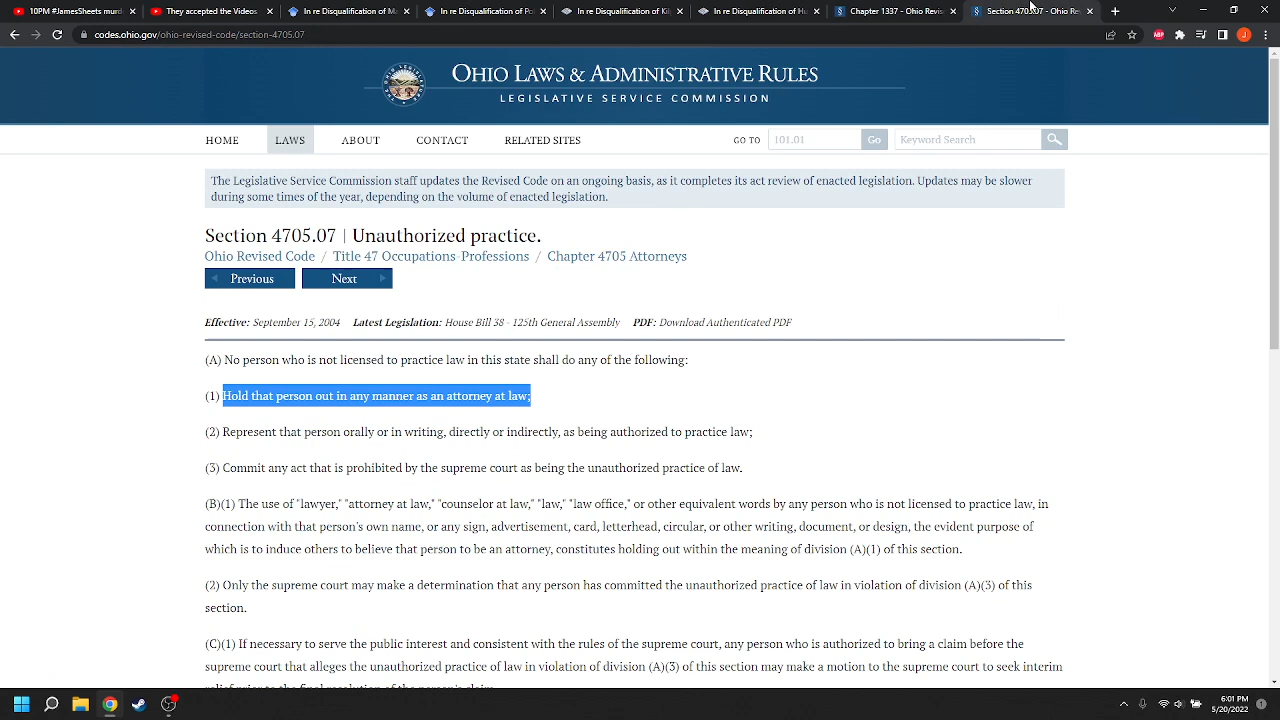 10PM #JamesSheets murd
They accepted the Videos
In re Disqualification of Ma
In re Disqualification of Po
In re Disqualification of Kil
In re Disqualification of Ho
Chapter 1337 - Ohio Revise
Section 4705.07 - Ohi Re
codes.ohio.gov/ohio-revised-code/section-4705.07
ABP
J
OHIO LAWS & ADMINISTRATIVE RULES
LEGISLATIVE SERVICE COMMISSION
HOME LAWS ABOUT CONTACT RELATED SITES GO TO 101.01 Go Keyword Search
The Legislative Service Commission staff updates the Revised Code on an ongoing basis, as it completes its act review of enacted legislation. Updates may be slower
during some times of the year, depending on the volume of enacted legislation.
Section 4705.07 | Unauthorized practice.
Ohio Revised Code / Title 47 Occupations-Professions / Chapter 4705 Attorneys
Previous Next
Effective: September 15, 2004 Latest Legislation: House Bill 38 - 125th General Assembly PDF: Download Authenticated PDF
(A) No person who is not licensed to practice law in this state shall do any of the following:
(1) Hold that person out in any manner as an attorney at law;
(2) Represent that person orally or in writing, directly or indirectly, as being authorized to practice law;
(3) Commit any act that is prohibited by the supreme court as being the unauthorized practice of law.
(B)(1) The use of "lawyer," "attorney at law," "counselor at law," "law," "law office," or other equivalent words by any person who is not licensed to practice law, in
connection with that person's own name, or any sign, advertisement, card, letterhead, circular, or other writing, document, or design, the evident purpose of
which is to induce others to believe that person to be an attorney, constitutes holding out within the meaning of division (A)(1) of this section.
(2) Only the supreme court may make a determination that any person has committed the unauthorized practice of law in violation of division (A)(3) of this
section.
(C)(1) If necessary to serve the public interest and consistent with the rules of the supreme court, any person who is authorized to bring a claim before the
supreme court that alleges the unauthorized practice of law in violation of division (A)(3) of this section may make a motion to the supreme court to seek interim
relief prior to the final resolution of the person's claim.
6:01 PM
5/20/2022